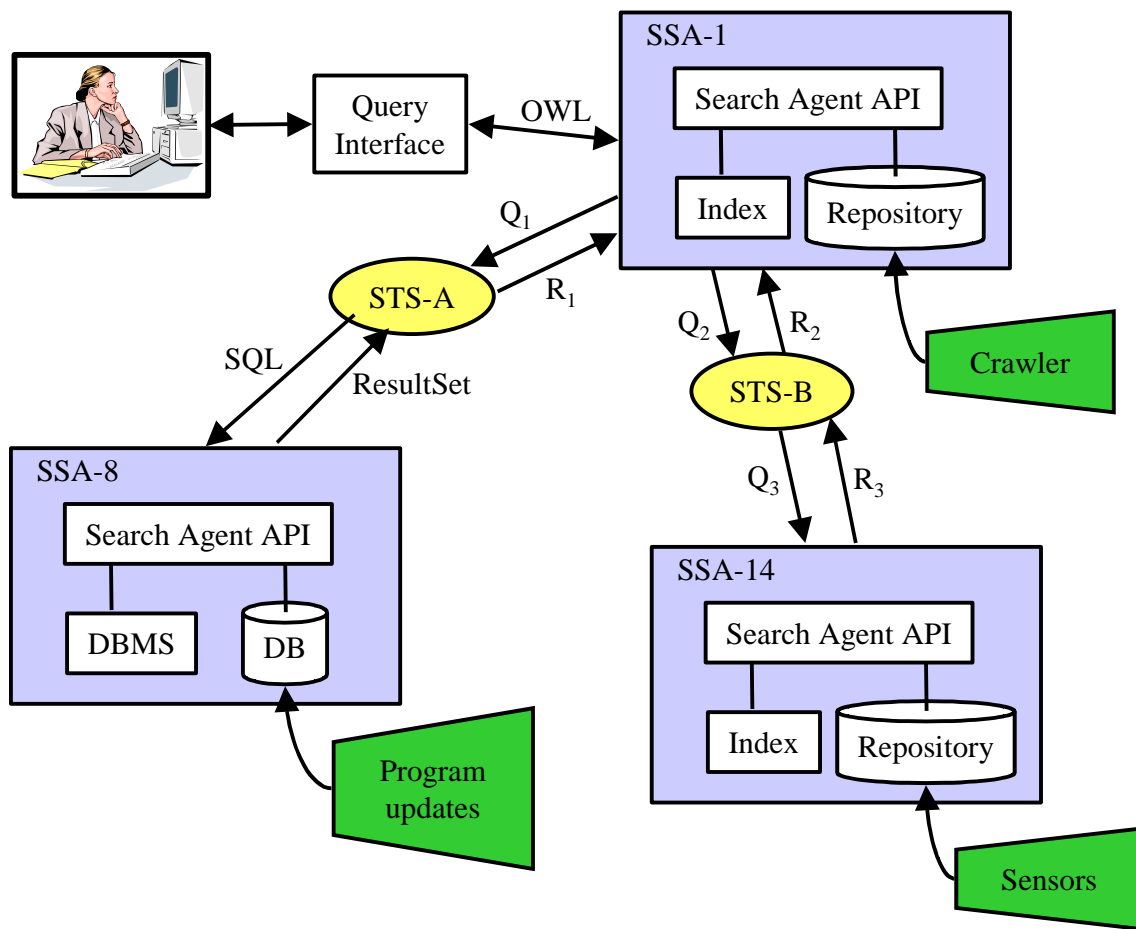 SSA-1
Search Agent API
Query
Interface
OWL
Index
Repository
Q₁
R₁
STS-A
Q₂
R₂
SQL
ResultSet
Crawler
STS-B
SSA-8
Q₃
R₃
Search Agent API
SSA-14
DBMS
DB
Search Agent API
Index
Repository
Program
updates
Sensors